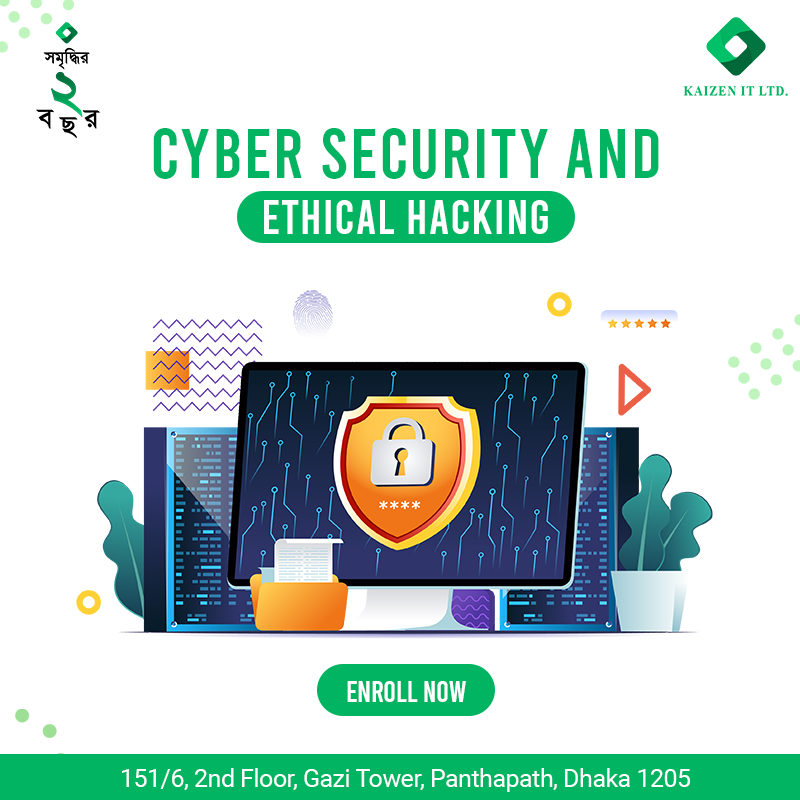 সমৃদ্ধির
২
বছর
KAIZEN IT LTD.
CYBER SECURITY AND
ETHICAL HACKING
****
ENROLL NOW
151/6, 2nd Floor, Gazi Tower, Panthapath, Dhaka 1205